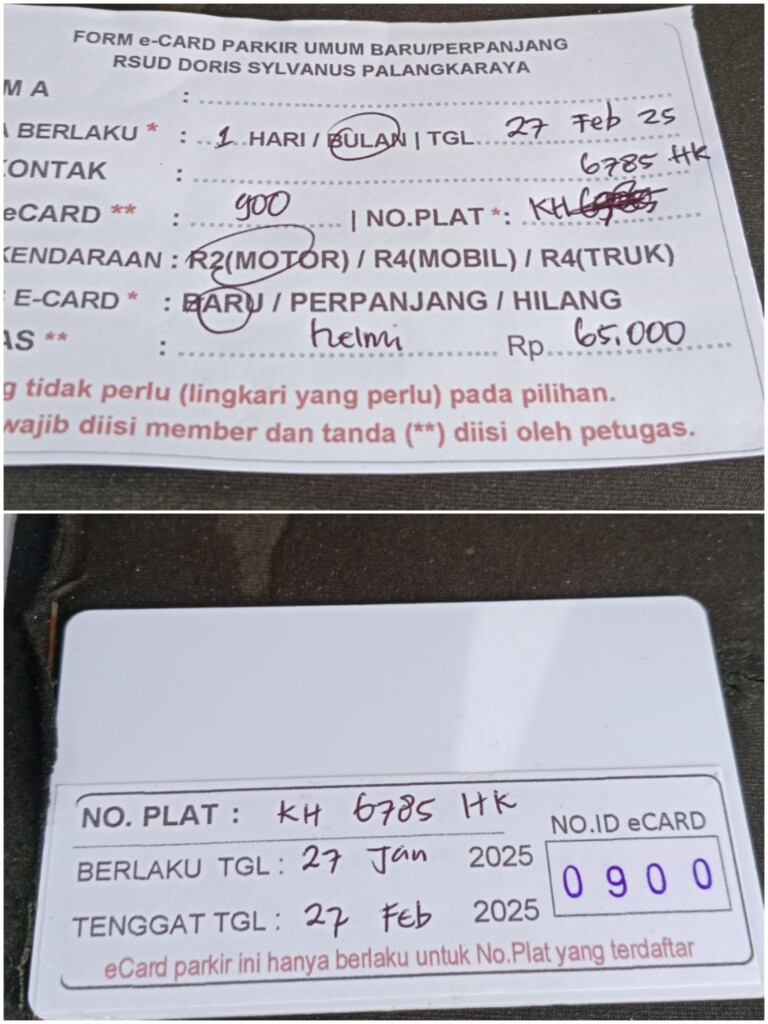 FORM e-CARD PARKIR UMUM BARU/PERPANJANG
RSUD DORIS SYLVANUS PALANGKARAYA
M A :
A BERLAKU * : 1 HARI / BULAN | TGL 27 Feb 25
KONTAK : 6785 HK
eCARD ** : 900 | NO.PLAT *: KH
KENDARAAN : R2(MOTOR) / R4(MOBIL) / R4(TRUK)
E-CARD * : BARU / PERPANJANG / HILANG
AS ** : helmi Rp 65.000
g tidak perlu (lingkari yang perlu) pada pilihan.
wajib diisi member dan tanda (**) diisi oleh petugas.
NO. PLAT : KH 6785 HK
NO.ID eCARD
BERLAKU TGL : 27 Jan 2025
0900
TENGGAT TGL : 27 Feb 2025
eCard parkir ini hanya berlaku untuk No.Plat yang terdaftar